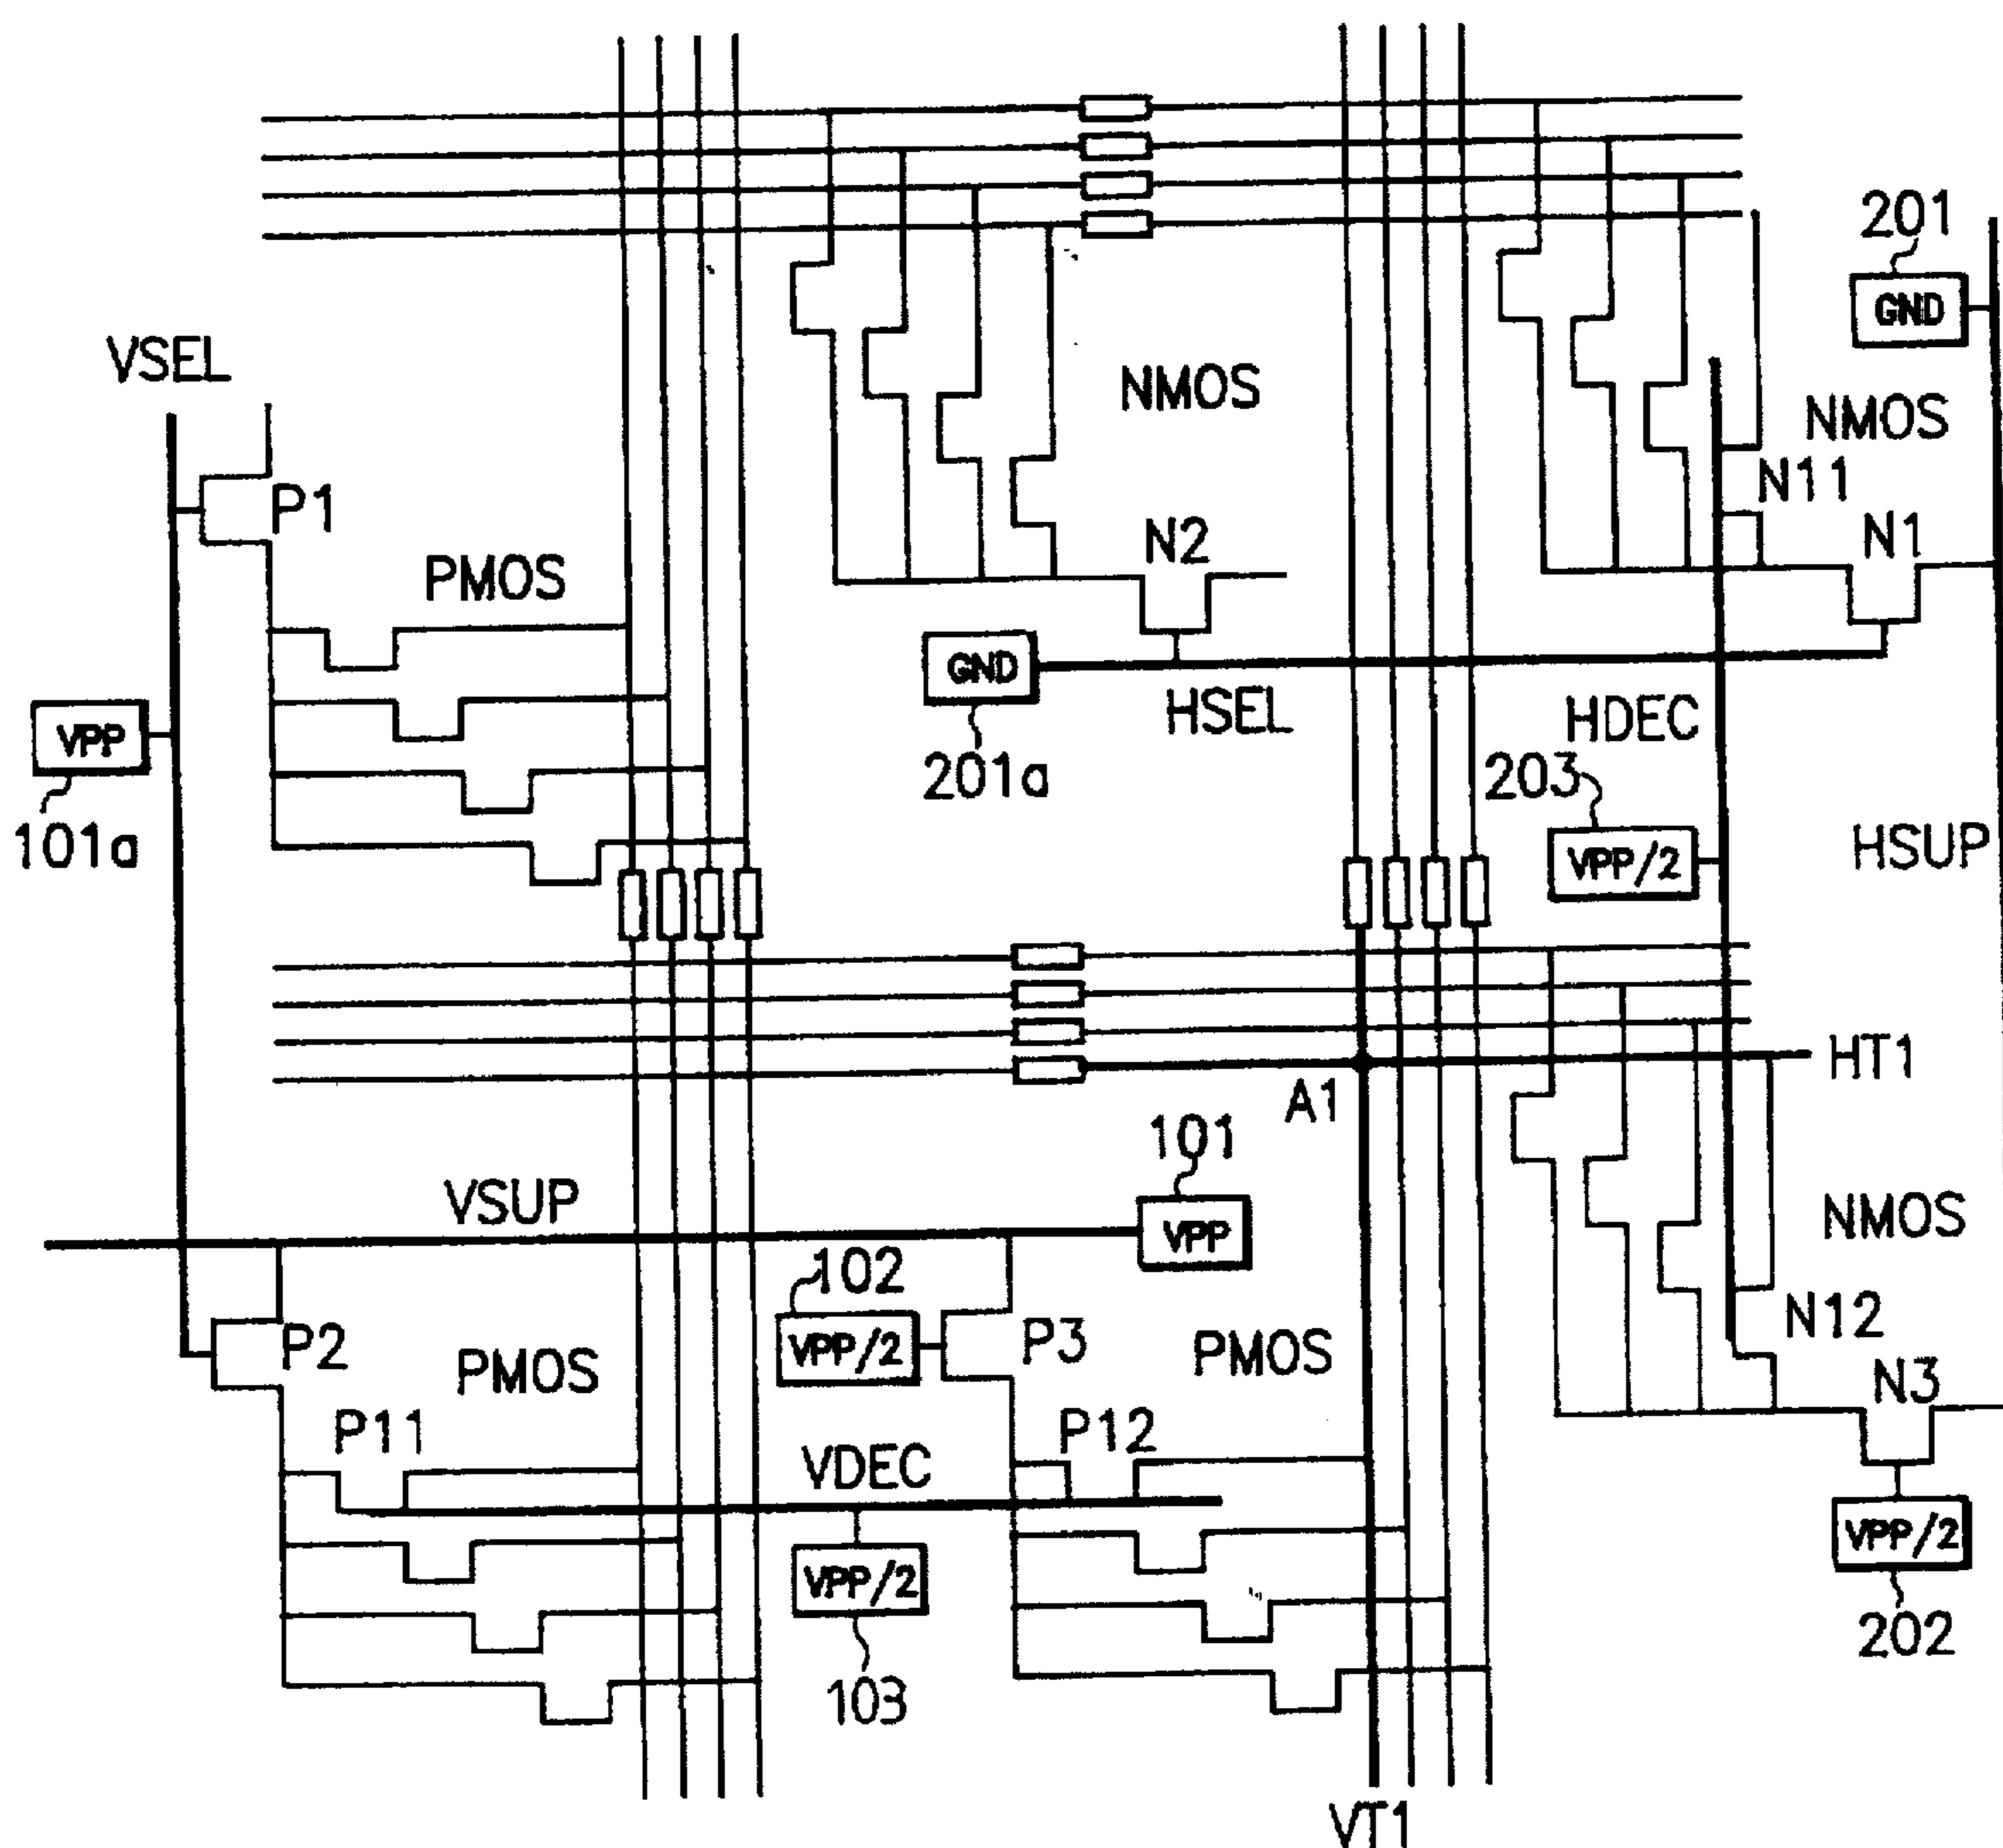 201
GND
VSEL
NMOS
NMOS
N11
P1
N2
N1
PMOS
GND
HSEL
HDEC
VPP
201a
203
101a
VPP/2
HSUP
HT1
A1
101
VSUP
VPP
NMOS
102
VPP/2
P2
P3
PMOS
PMOS
N12
N3
P11
VDEC
P12
VPP/2
VPP/2
103
202
VT1